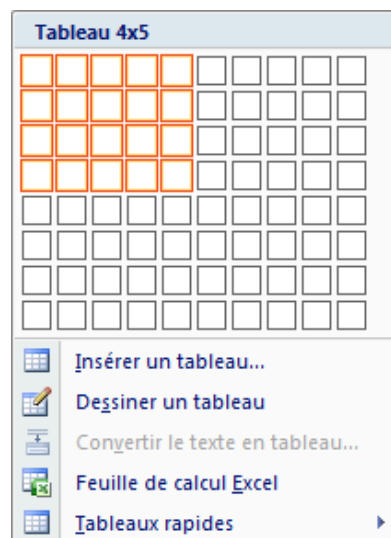 Tableau 4x5
Insérer un tableau...
Dessiner un tableau
Convertir le texte en tableau...
Feuille de calcul Excel
Tableaux rapides